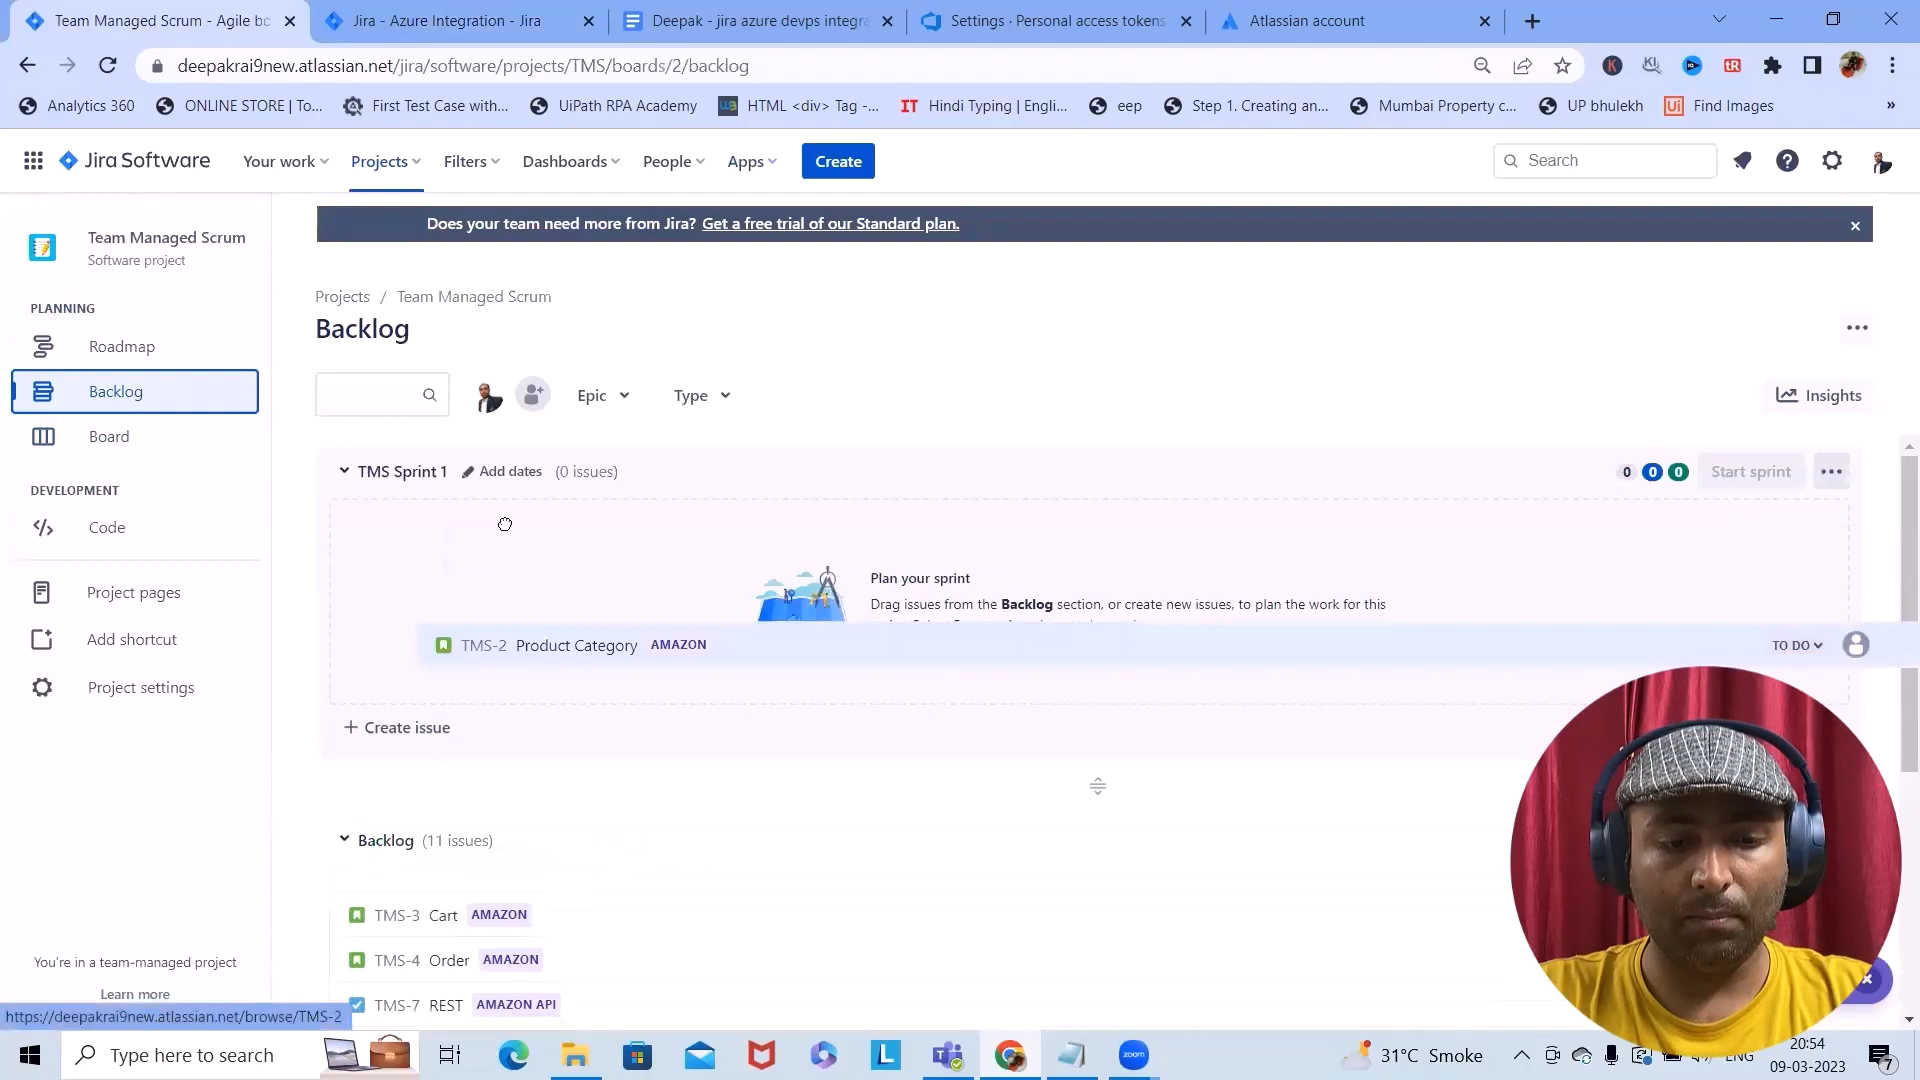 Team Managed Scrum - Agile bo
Jira - Azure Integration - Jira
Deepak - jira azure devps integra
Settings · Personal access tokens
Atlassian account
deepakrai9new.atlassian.net/jira/software/projects/TMS/boards/2/backlog
Analytics 360
ONLINE STORE | To...
First Test Case with...
UiPath RPA Academy
HTML <div> Tag -...
Hindi Typing | Engli...
eep
Step 1. Creating an...
Mumbai Property c...
UP bhulekh
Find Images
»
Jira Software
Your work
Projects
Filters
Dashboards
People
Apps
Create
Search
Does your team need more from Jira? Get a free trial of our Standard plan.
Team Managed Scrum
Software project
PLANNING
Roadmap
Backlog
Board
DEVELOPMENT
Code
Project pages
Add shortcut
Project settings
You're in a team-managed project
Learn more
Projects / Team Managed Scrum
Backlog
Epic
Type
Insights
TMS Sprint 1
Add dates
(0 issues)
0 0 0
Start sprint
Plan your sprint
Drag issues from the Backlog section, or create new issues, to plan the work for this
TMS-2 Product Category AMAZON
TO DO
+ Create issue
Backlog (11 issues)
TMS-3 Cart AMAZON
TMS-4 Order AMAZON
TMS-7 REST AMAZON API
https://deepakrai9new.atlassian.net/browse/TMS-2
Type here to search
zoom
31°C Smoke
ENG
20:54
09-03-2023
7